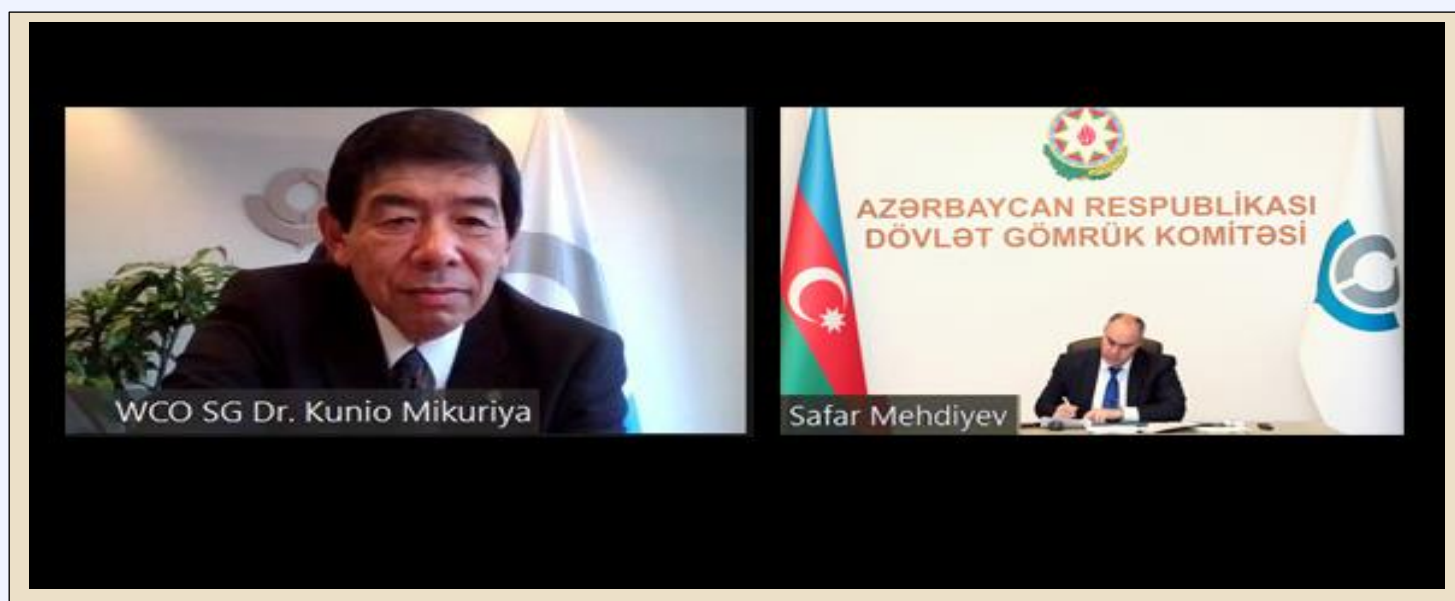 WCO SG Dr. Kunio Mikuriya
AZƏRBAYCAN RESPUBLİKASI
DÖVLƏT GÖMRÜK KOMİTƏSİ
Safar Mehdiyev